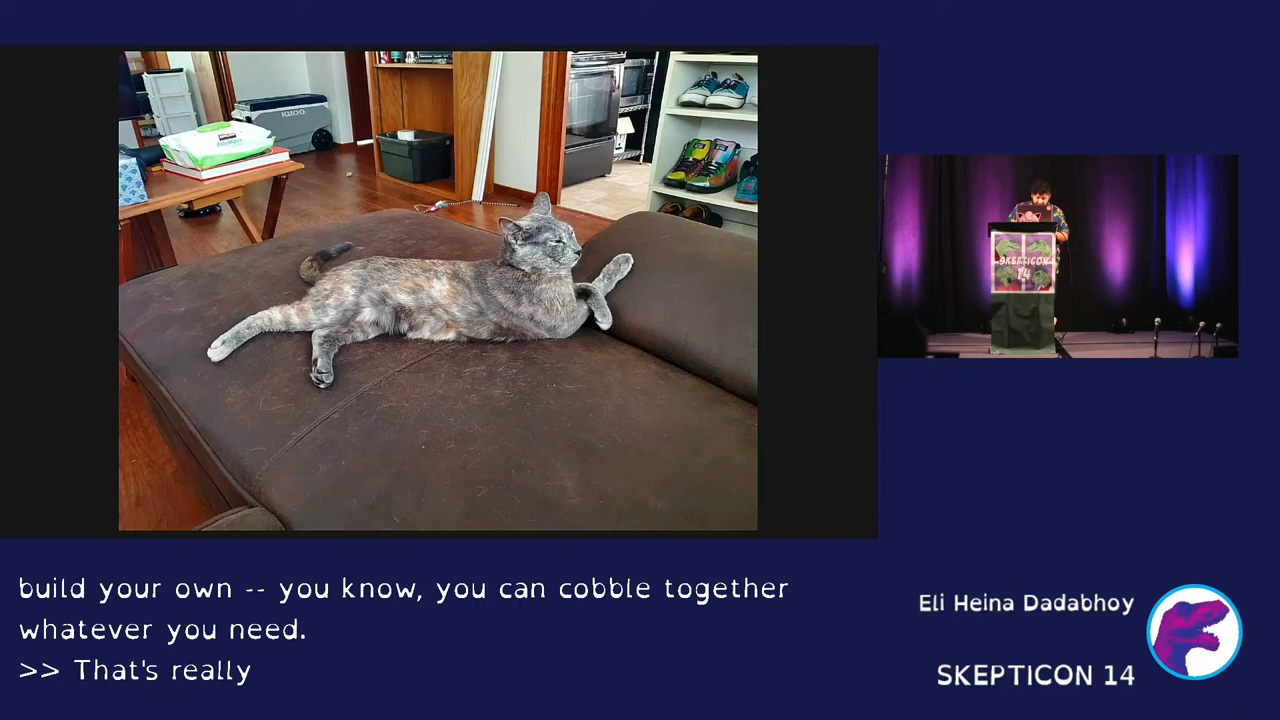 IGOO
SKEPTICON
14
build your own -- you know, you can cobble together
whatever you need.
>> That's really
Eli Heina Dadabhoy
SKEPTICON 14